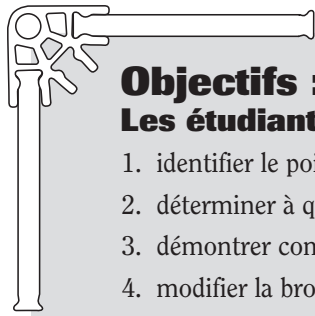 Objectifs :
Les étudiant
1. identifier le poi
2. déterminer à q
3. démontrer con
4. modifier la bro